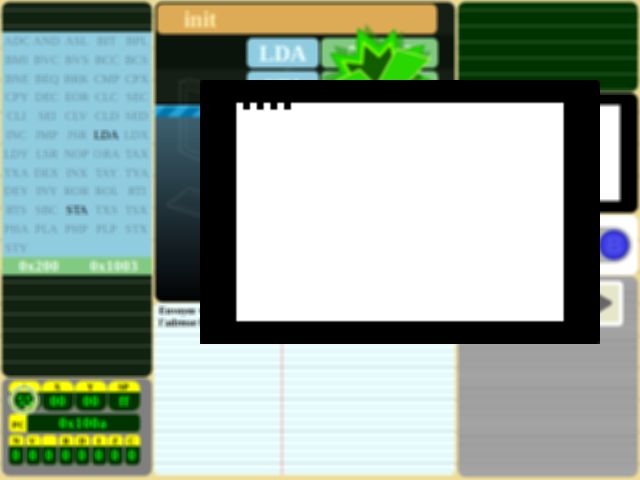 init
LDA
ADC AND ASL BIT BPL
BMI BVC BVS BCC BCS
BNE BEQ BRK CMP CPX
CPY DEC EOR CLC SEC
CLI SEI CLV CLD SED
INC JMP JSR LDA LDX
LDY LSR NOP ORA TAX
TXA DEX INX TAY TYA
DEY INY ROR ROL RTI
RTS SBC STA TXS TSX
PHA PLA PHP PLP STX
STY
0x200 0x1003
X Y SP
00 00 ff
PC 0x100a
N V B D I Z C
0 0 0 0 0 0 0 0
B